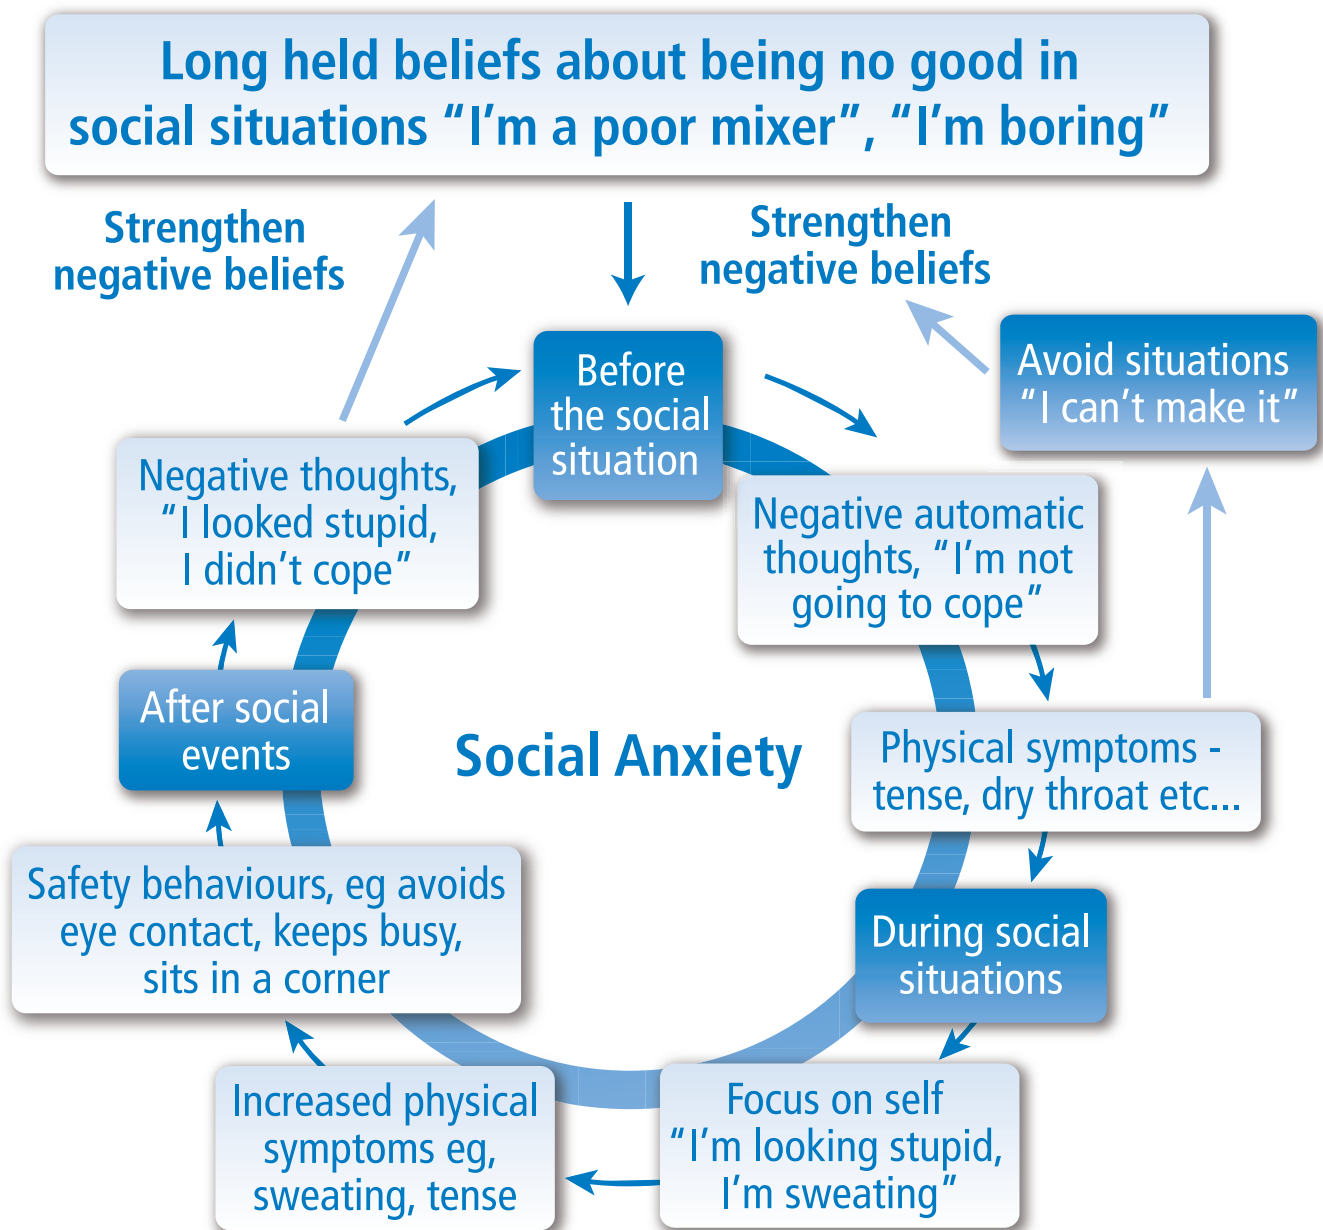 Long held beliefs about being no good in
social situations “I’m a poor mixer”, “I’m boring”
Strengthen
negative beliefs
Strengthen
negative beliefs
Before
the social
situation
Avoid situations
“I can’t make it”
Negative automatic
thoughts, “I’m not
going to cope”
Physical symptoms -
tense, dry throat etc...
During social
situations
Focus on self
“I’m looking stupid,
I’m sweating”
Increased physical
symptoms eg,
sweating, tense
Safety behaviours, eg avoids
eye contact, keeps busy,
sits in a corner
After social
events
Negative thoughts,
“I looked stupid,
I didn’t cope”
Social Anxiety